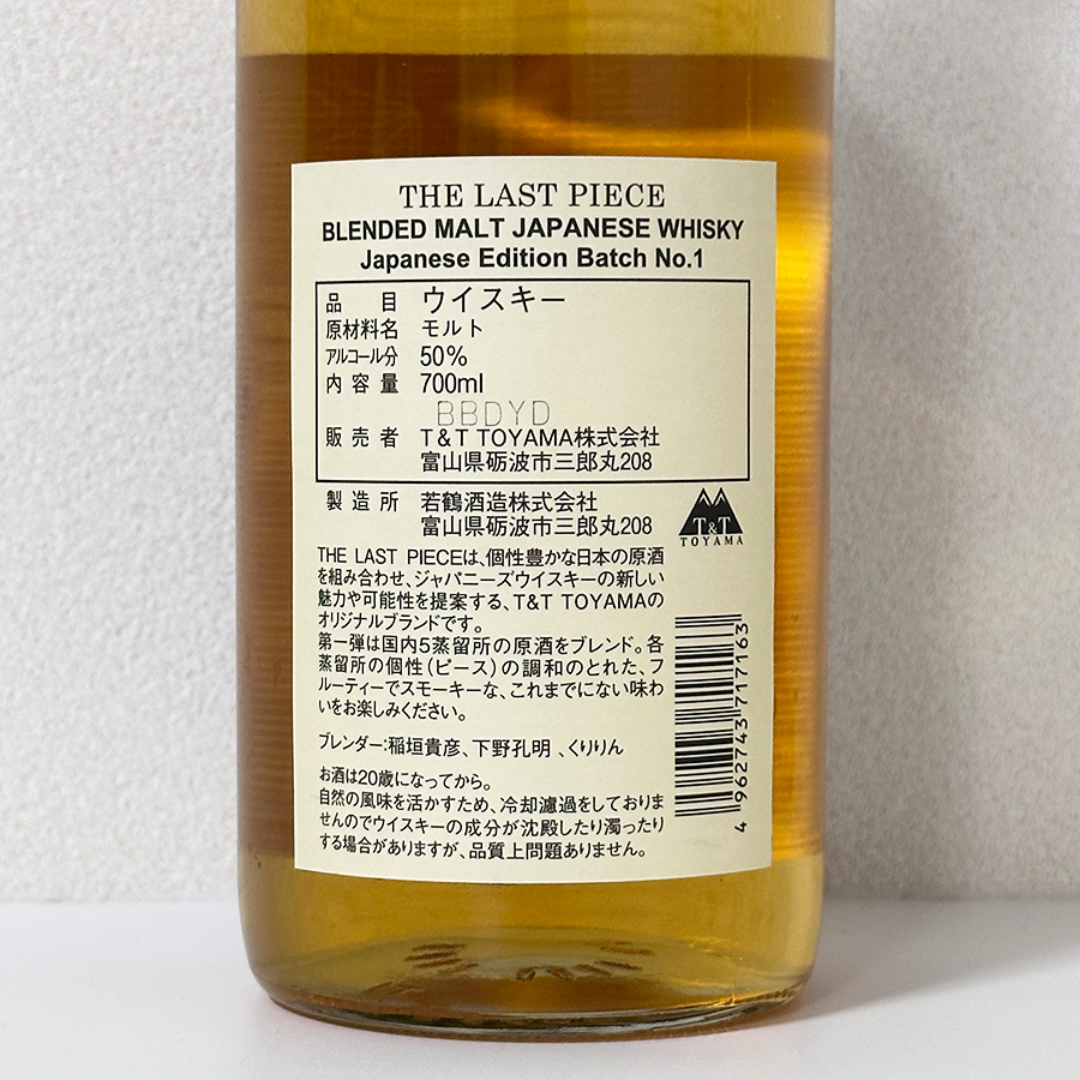 THE LAST PIECE
BLENDED MALT JAPANESE WHISKY
Japanese Edition Batch No.1
品目 ウイスキー
原材料名 モルト
アルコール分 50%
内容量 700ml
BBDYD
販売者 T&T TOYAMA株式会社
富山県砺波市三郎丸208
製造所 若鶴酒造株式会社
富山県砺波市三郎丸208
T&T
TOYAMA
THE LAST PIECEは、個性豊かな日本の原酒
を組み合わせ、ジャパニーズウイスキーの新しい
魅力や可能性を提案する、T&T TOYAMAの
オリジナルブランドです。
第一弾は国内5蒸留所の原酒をブレンド。各
蒸留所の個性(ピース)の調和のとれた、フ
ルーティーでスモーキーな、これまでにない味わ
いをお楽しみください。
ブレンダー:稲垣貴彦、下野孔明 、くりりん
お酒は20歳になってから。
自然の風味を活かすため、冷却濾過をしておりま
せんのでウイスキーの成分が沈殿したり濁ったり
する場合がありますが、品質上問題ありません。
4 962743 717163